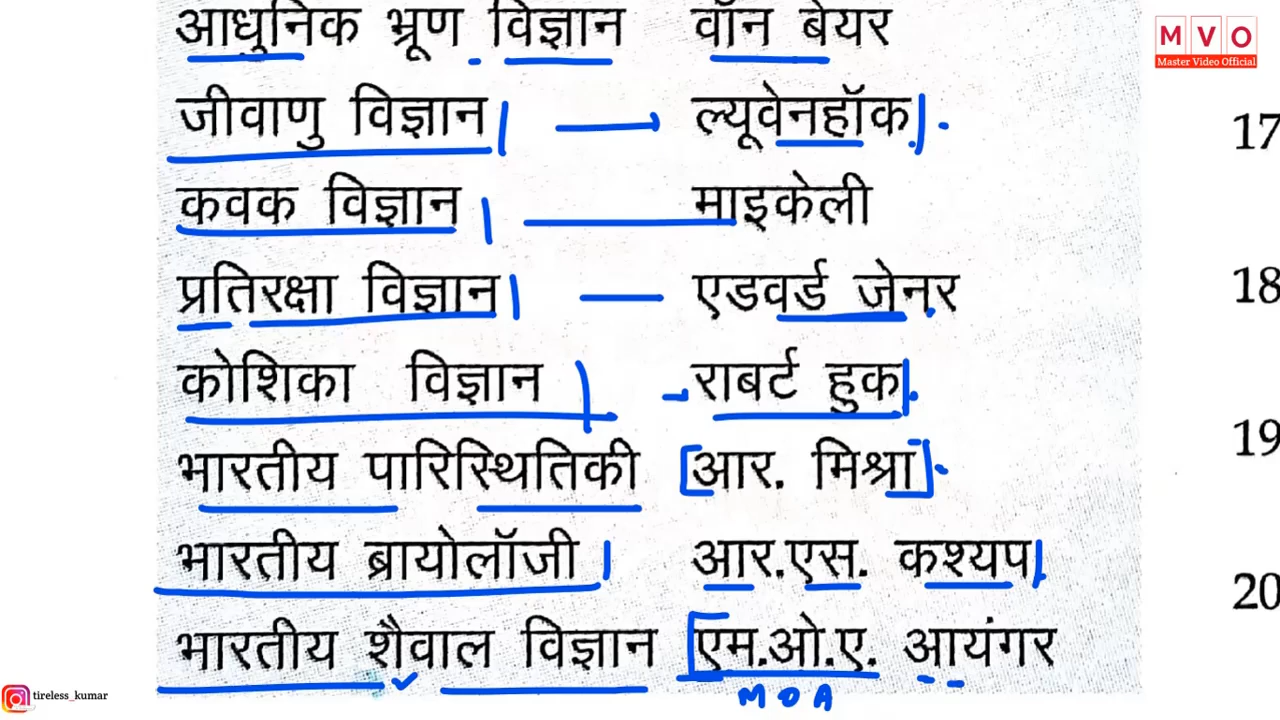 आधुनिक भ्रूण विज्ञान वॉन बेयर
जीवाणु विज्ञान ल्यूवेनहॉक
कवक विज्ञान माइकेली
प्रतिरक्षा विज्ञान एडवर्ड जेनर
कोशिका विज्ञान राबर्ट हुक
भारतीय पारिस्थितिकी आर. मिश्रा
भारतीय ब्रायोलॉजी आर.एस. कश्यप
भारतीय शैवाल विज्ञान एम.ओ.ए. आयंगर
M O A
17
18
19
20
MVO
Master Video Official
tireless_kumar